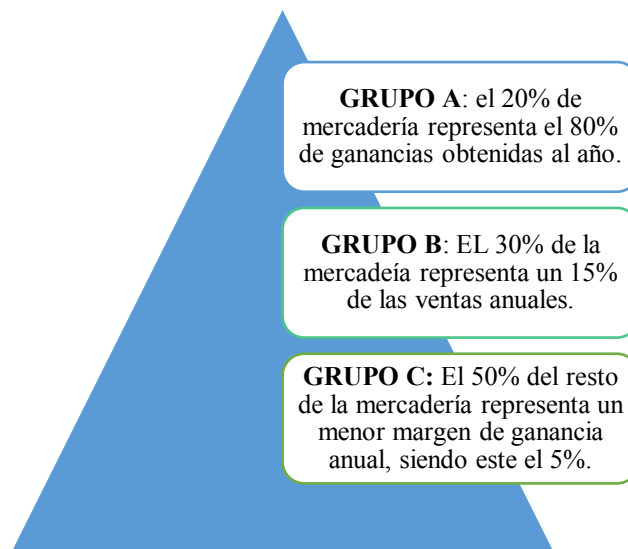 GRUPO A: el 20% de
mercadería representa el 80%
de ganancias obtenidas al año.
GRUPO B: EL 30% de la
mercadeía representa un 15%
de las ventas anuales.
GRUPO C: El 50% del resto
de la mercadería representa un
menor margen de ganancia
anual, siendo este el 5%.